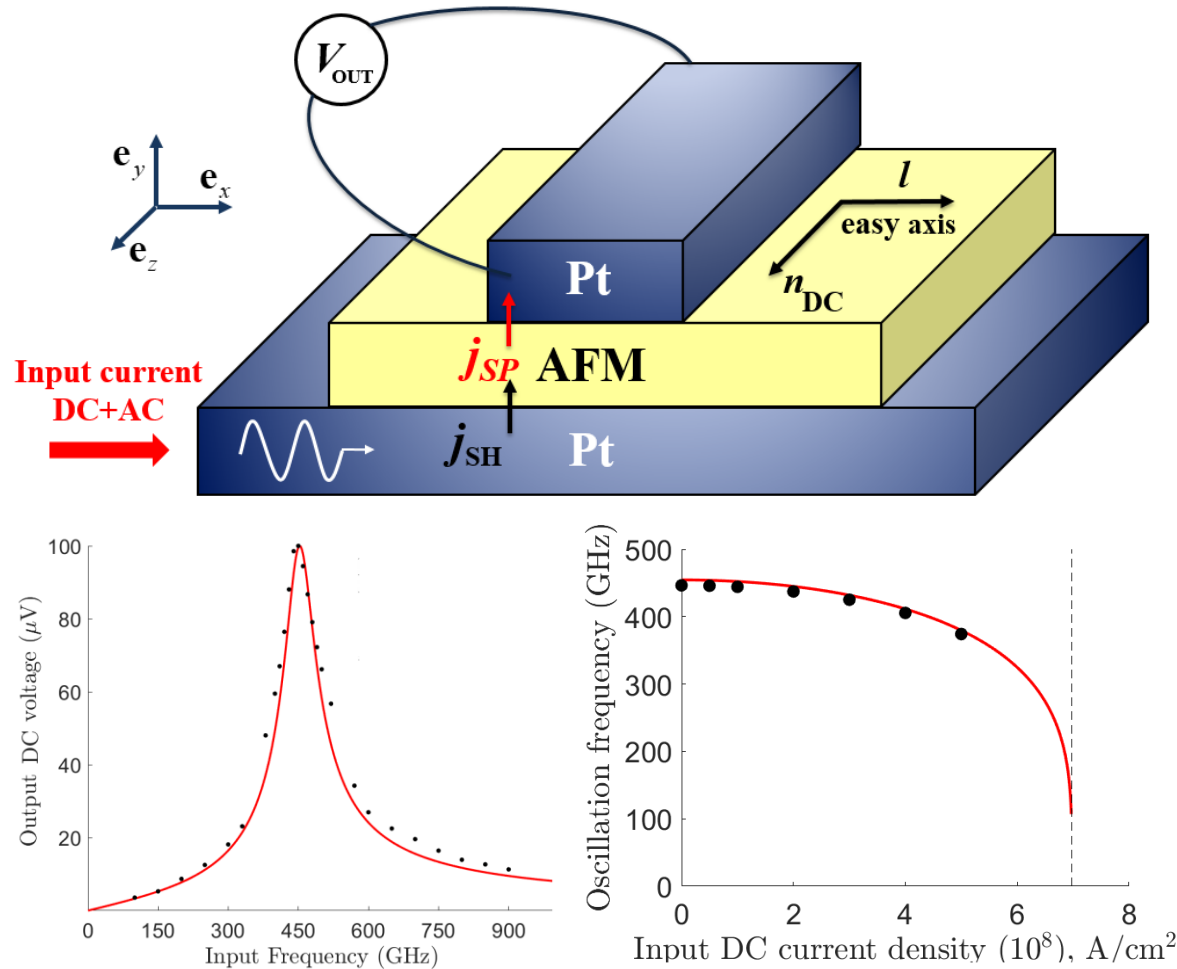 V_OUT
e_y
e_x
e_z
l
easy axis
n_DC
Pt
j_SP AFM
Input current
DC+AC
j_SH Pt
Output DC voltage (μV)
100
80
60
40
20
0 150 300 450 600 750 900
Input Frequency (GHz)
Oscillation frequency (GHz)
500
400
300
200
100
0
0 2 4 6 8
Input DC current density (10^8), A/cm^2